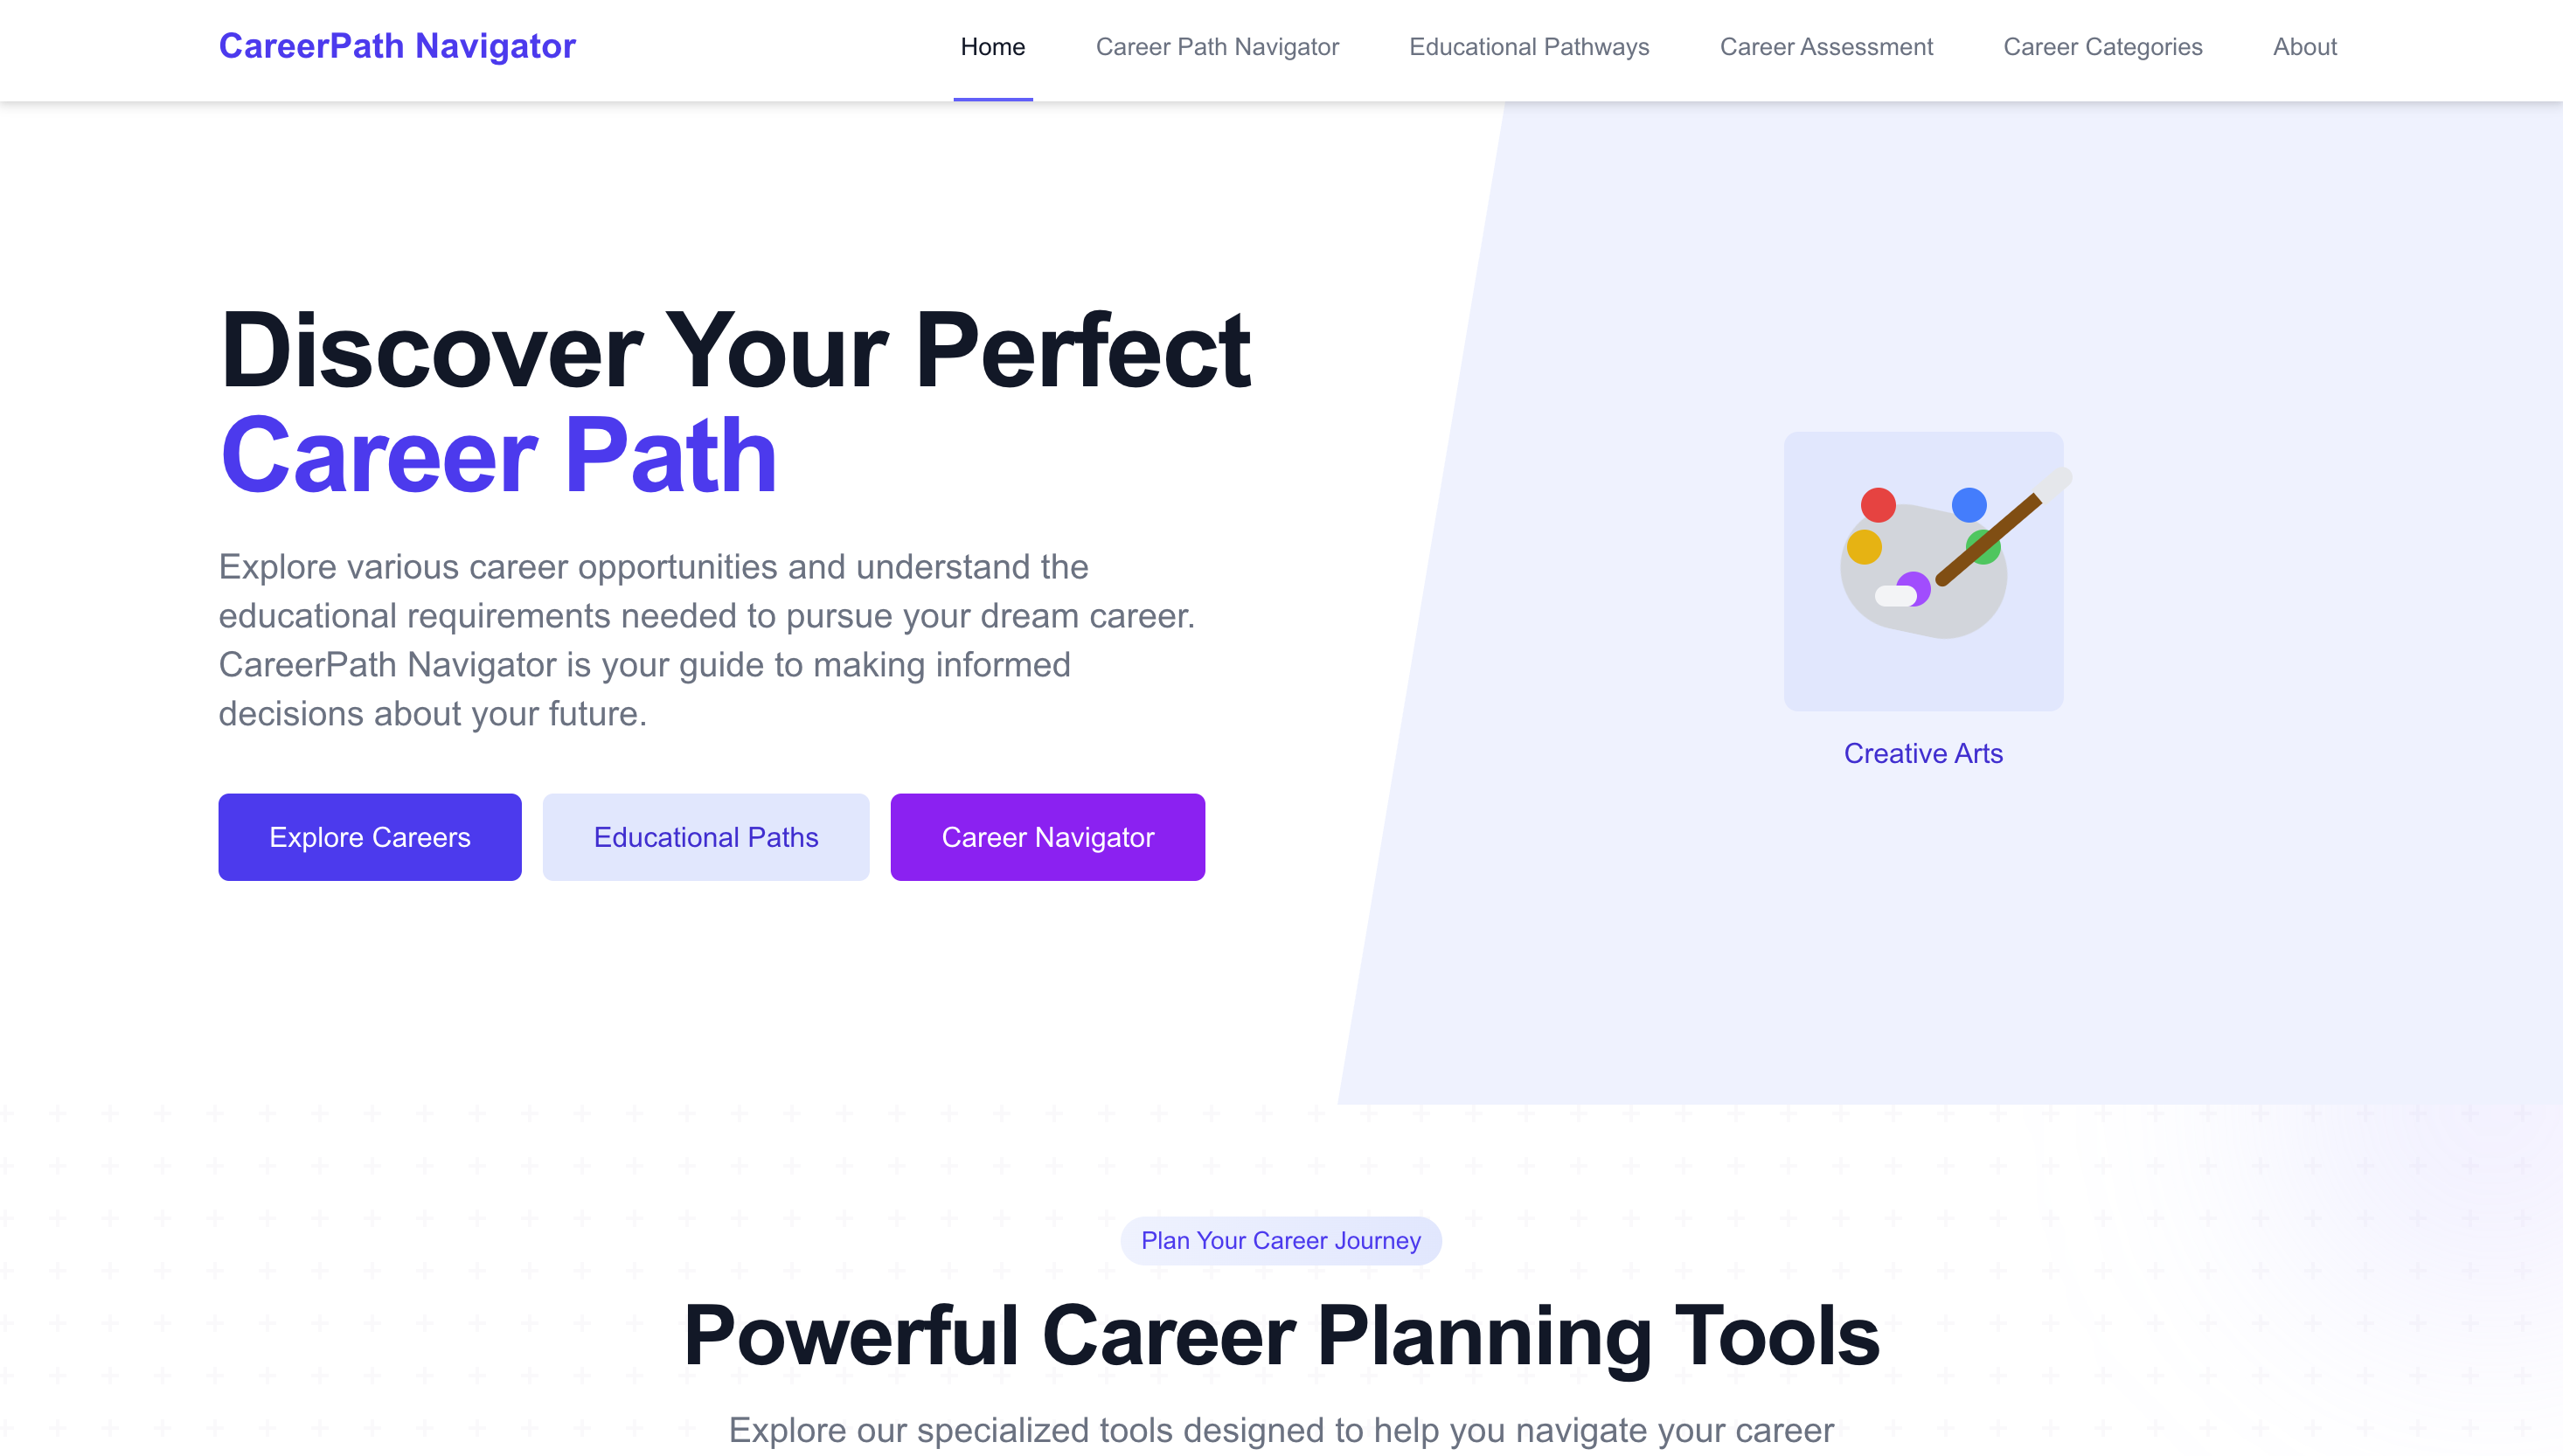 CareerPath Navigator
Home
Career Path Navigator
Educational Pathways
Career Assessment
Career Categories
About
Discover Your Perfect
Career Path
Explore various career opportunities and understand the
educational requirements needed to pursue your dream career.
CareerPath Navigator is your guide to making informed
decisions about your future.
Explore Careers
Educational Paths
Career Navigator
Creative Arts
Plan Your Career Journey
Powerful Career Planning Tools
Explore our specialized tools designed to help you navigate your career